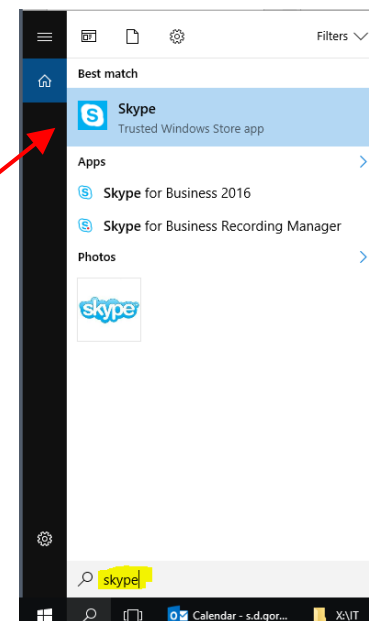 Filters
Best match
Skype
Trusted Windows Store app
Apps
Skype for Business 2016
Skype for Business Recording Manager
Photos
skype
skype
Calendar - s.d.gor...
X:\IT